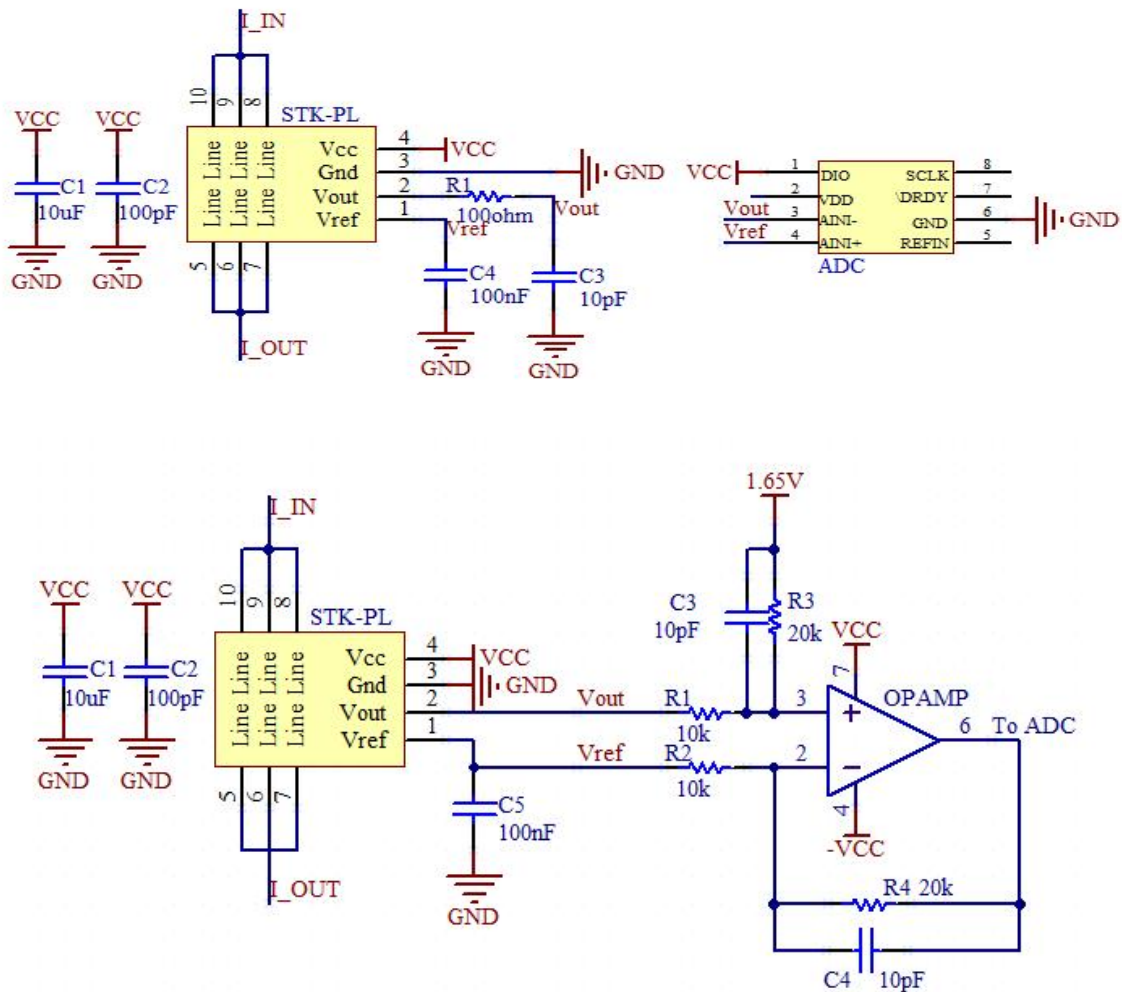 I_IN
10 9 8
VCC VCC
STK-PL
C1
10uF
C2
100pF
GND GND
Line Line Line
Vcc 4 VCC
Gnd 3 GND
Vout 2 R1
100ohm Vout
Vref 1 Vref
C4
100nF
C3
10pF
GND GND
5 6 7
I_OUT
VCC 1 DIO SCLK 8
2 VDD \DRDY 7
Vout 3 AINI- GND 6 GND
Vref 4 AINI+ REFIN 5
ADC
I_IN
10 9 8
VCC VCC
STK-PL
C1
10uF
C2
100pF
GND GND
Line Line Line
Vcc 4 VCC
Gnd 3 GND
Vout 2 Vout R1
10k
Vref 1 Vref R2
10k
C5
100nF
GND
5 6 7
I_OUT
1.65V
C3
10pF
R3
20k
VCC
7 OPAMP
3 +
2 −
6 To ADC
4
-VCC
R4 20k
C4 10pF